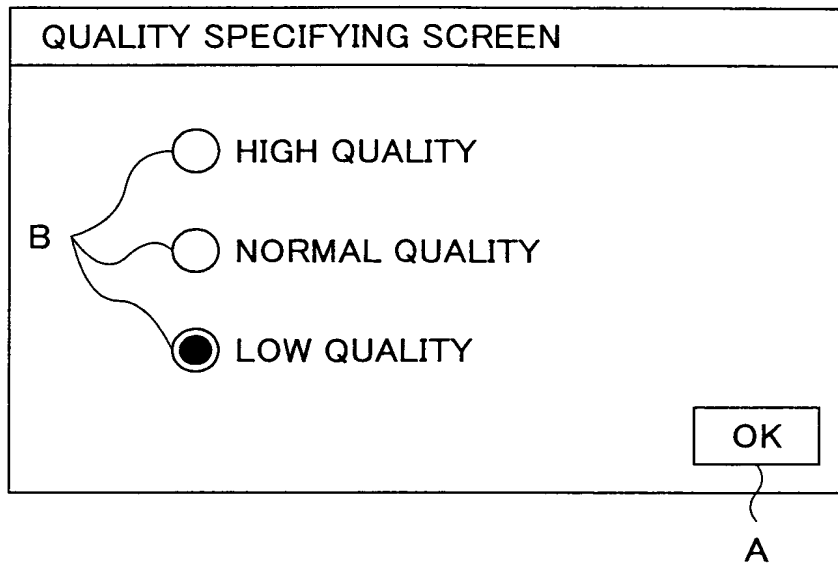 QUALITY SPECIFYING SCREEN
HIGH QUALITY
B
NORMAL QUALITY
LOW QUALITY
OK
A